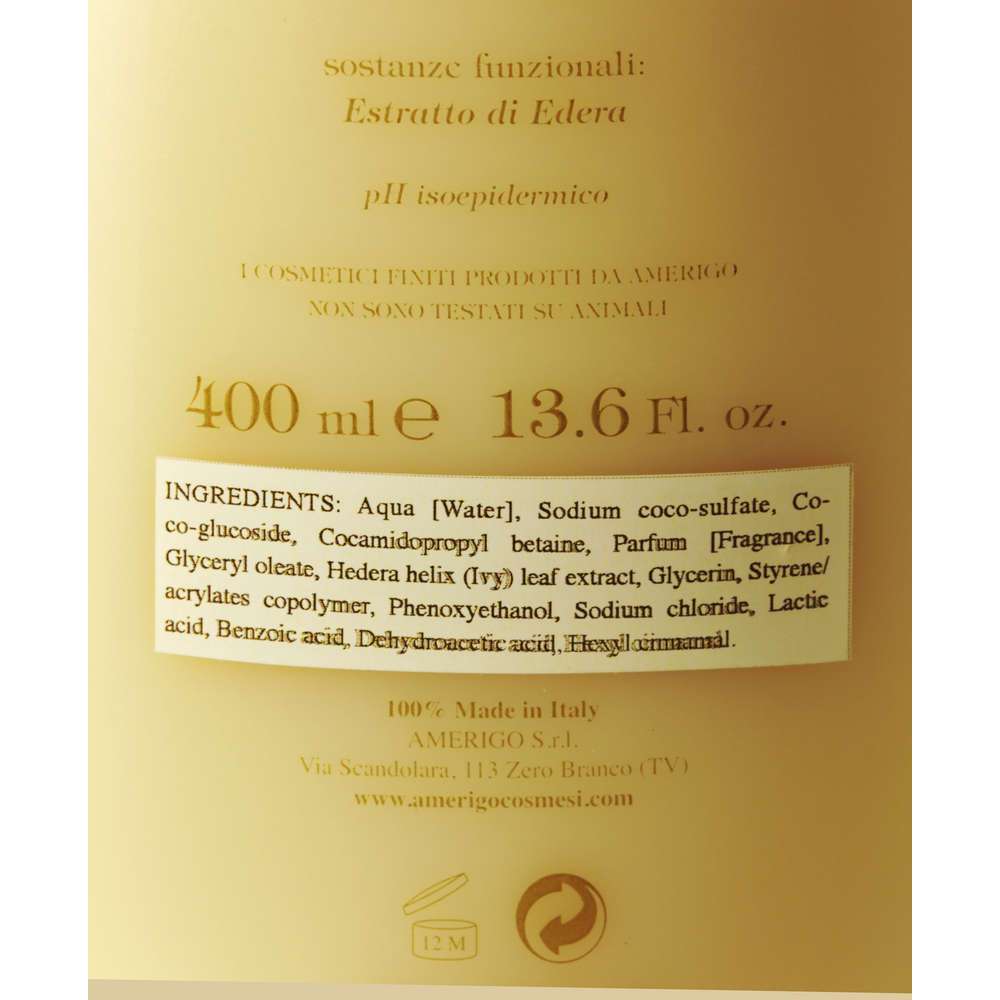 sostanze funzionali:
Estratto di Edera
pH isoepidermico
I COSMETICI FINITI PRODOTTI DA AMERIGO
NON SONO TESTATI SU ANIMALI
400 ml e 13.6 Fl. oz.
INGREDIENTS: Aqua [Water], Sodium coco-sulfate, Co-
co-glucoside, Cocamidopropyl betaine, Parfum [Fragrance],
Glyceryl oleate, Hedera helix (Ivy) leaf extract, Glycerin, Styrene/
acrylates copolymer, Phenoxyethanol, Sodium chloride, Lactic
acid, Benzoic acid, Dehydroacetic acid, Hexyl cinnamal.
100% Made in Italy
AMERIGO S.r.l.
Via Scandolara, 113 Zero Branco (TV)
www.amerigocosmesi.com
12 M